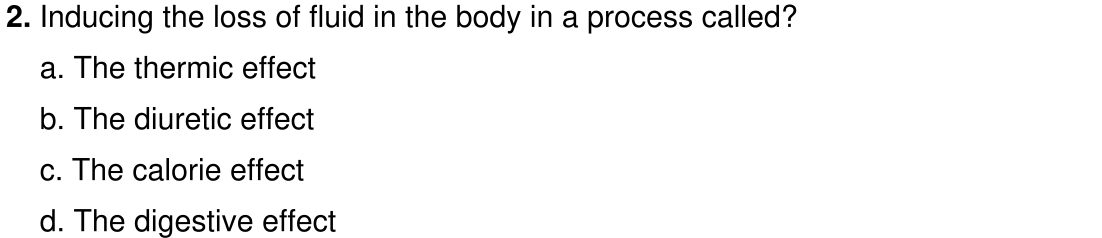 2. Inducing the loss of fluid in the body in a process called?
a. The thermic effect
b. The diuretic effect
c. The calorie effect
d. The digestive effect